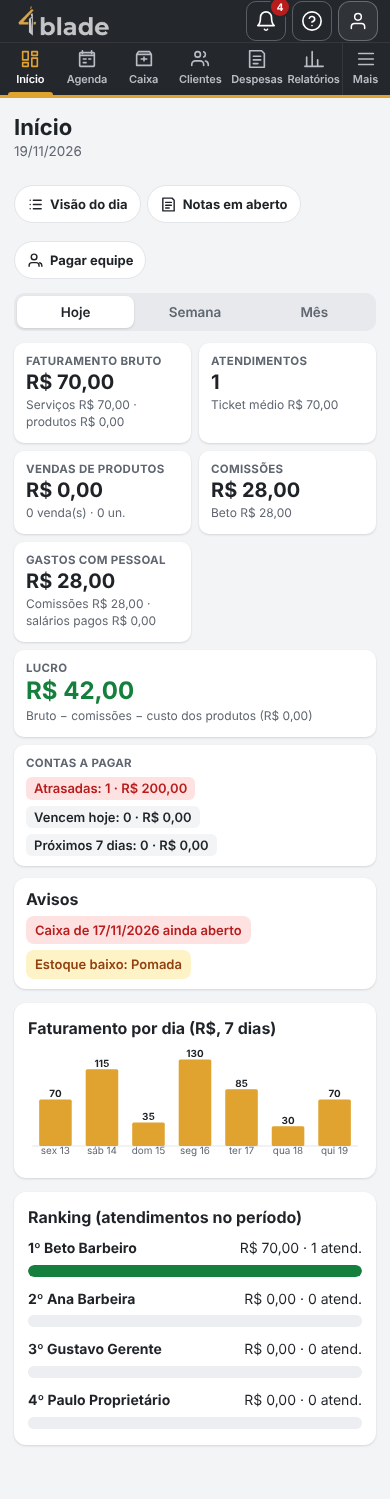 4blade
4
Início
Agenda
Caixa
Clientes
Despesas
Relatórios
Mais
Início
19/11/2026
Visão do dia
Notas em aberto
Pagar equipe
Hoje
Semana
Mês
FATURAMENTO BRUTO
R$ 70,00
Serviços R$ 70,00 ·
produtos R$ 0,00
ATENDIMENTOS
1
Ticket médio R$ 70,00
VENDAS DE PRODUTOS
R$ 0,00
0 venda(s) · 0 un.
COMISSÕES
R$ 28,00
Beto R$ 28,00
GASTOS COM PESSOAL
R$ 28,00
Comissões R$ 28,00 ·
salários pagos R$ 0,00
LUCRO
R$ 42,00
Bruto − comissões − custo dos produtos (R$ 0,00)
CONTAS A PAGAR
Atrasadas: 1 · R$ 200,00
Vencem hoje: 0 · R$ 0,00
Próximos 7 dias: 0 · R$ 0,00
Avisos
Caixa de 17/11/2026 ainda aberto
Estoque baixo: Pomada
Faturamento por dia (R$, 7 dias)
70 115 35 130 85 30 70
sex 13 sáb 14 dom 15 seg 16 ter 17 qua 18 qui 19
Ranking (atendimentos no período)
1º Beto Barbeiro R$ 70,00 · 1 atend.
2º Ana Barbeira R$ 0,00 · 0 atend.
3º Gustavo Gerente R$ 0,00 · 0 atend.
4º Paulo Proprietário R$ 0,00 · 0 atend.